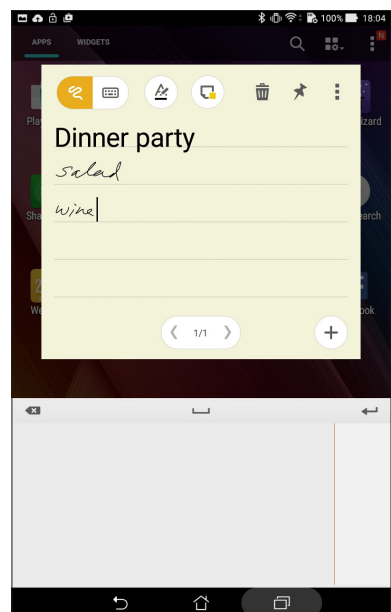 100% 18:04
APPS WIDGETS
N
Dinner party
salad
wine
1/1